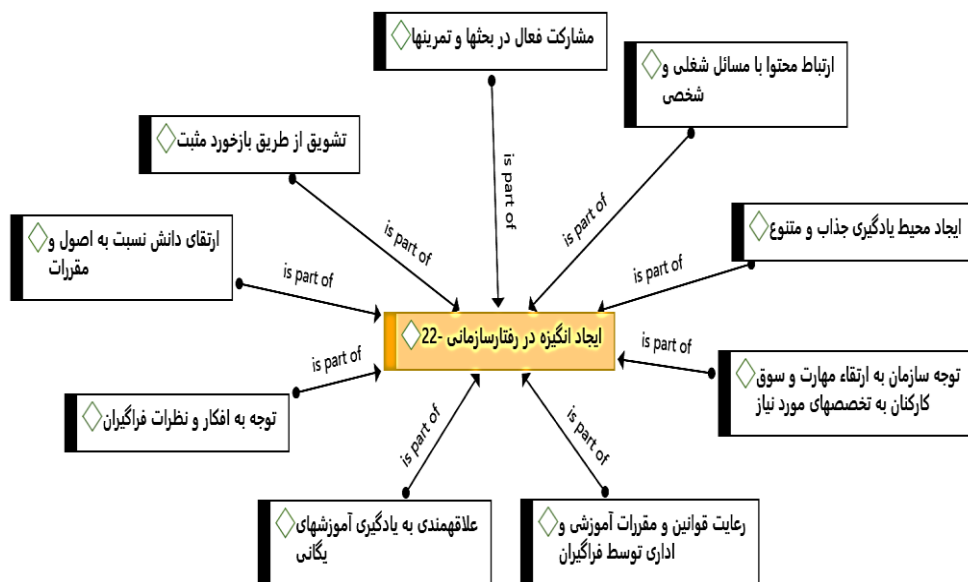 مشارکت فعال در بحثها و تمرینها
ارتباط محتوا با مسائل شغلی و
شخصی
تشویق از طریق بازخورد مثبت
is part of
is part of
is part of
ایجاد محیط یادگیری جذاب و متنوع
is part of
ارتقای دانش نسبت به اصول و
مقررات
is part of
22- ایجاد انگیزه در رفتارسازمانی
is part of
توجه سازمان به ارتقاء مهارت و سوق
کارکنان به تخصصهای مورد نیاز
is part of
توجه به افکار و نظرات فراگیران
is part of
is part of
علاقهمندی به یادگیری آموزشهای
یگانی
رعایت قوانین و مقررات آموزشی و
اداری توسط فراگیران